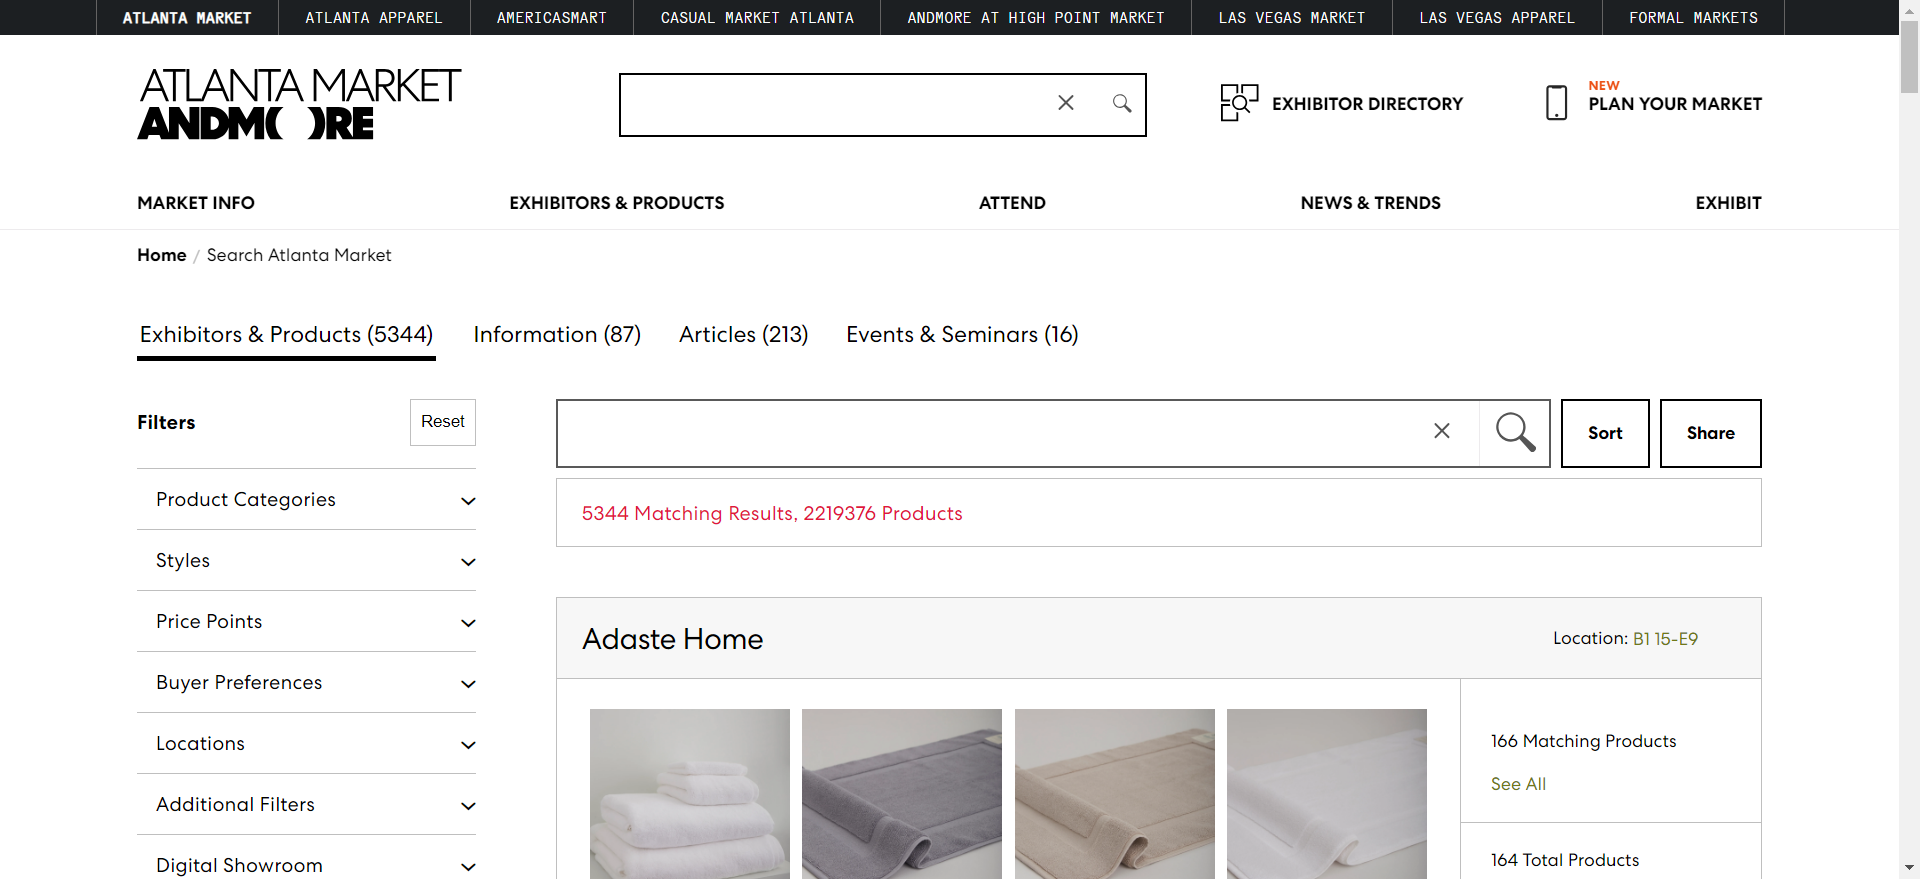 ATLANTA MARKET
ATLANTA APPAREL
AMERICASMART
CASUAL MARKET ATLANTA
ANDMORE AT HIGH POINT MARKET
LAS VEGAS MARKET
LAS VEGAS APPAREL
FORMAL MARKETS
ATLANTA MARKET
ANDMO RE
EXHIBITOR DIRECTORY
NEW
PLAN YOUR MARKET
MARKET INFO
EXHIBITORS & PRODUCTS
ATTEND
NEWS & TRENDS
EXHIBIT
Home / Search Atlanta Market
Exhibitors & Products (5344)
Information (87)
Articles (213)
Events & Seminars (16)
Filters
Reset
Product Categories
Styles
Price Points
Buyer Preferences
Locations
Additional Filters
Digital Showroom
Sort
Share
5344 Matching Results, 2219376 Products
Adaste Home
Location: B1 15-E9
166 Matching Products
See All
164 Total Products